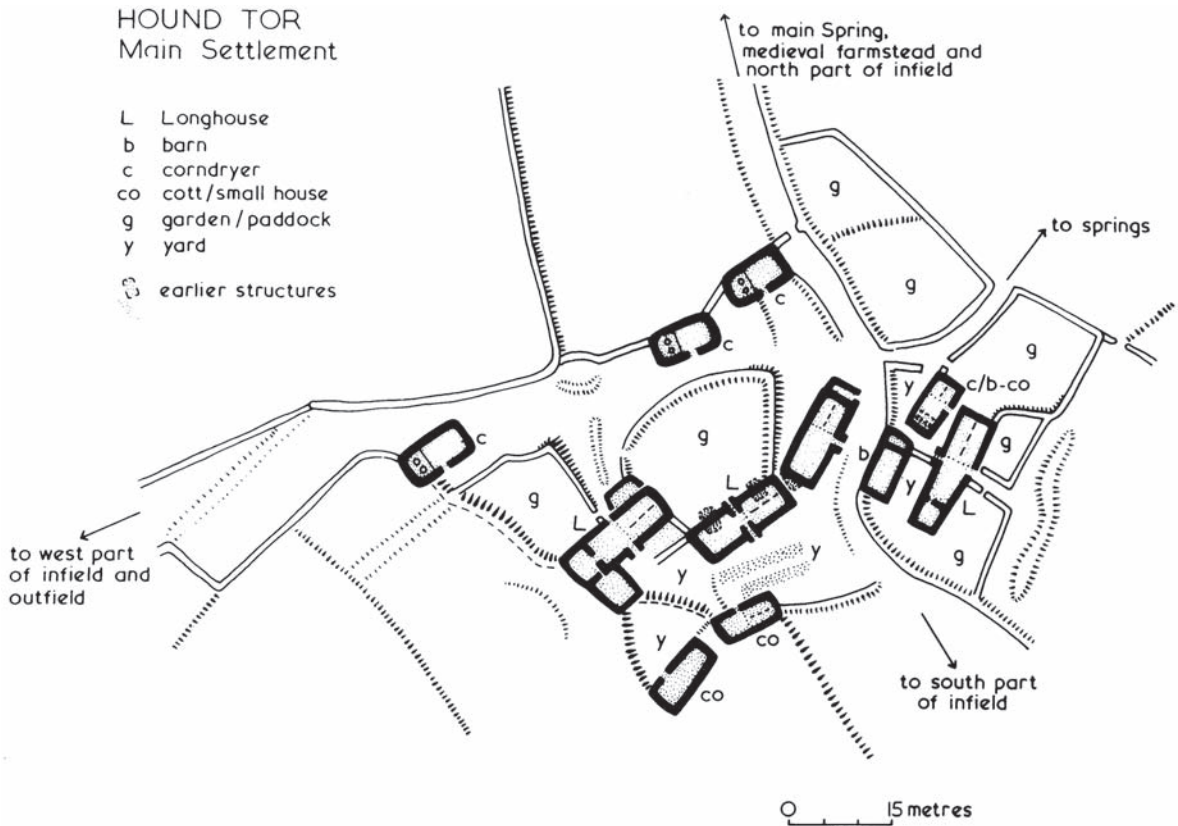 HOUND TOR
Main Settlement
L Longhouse
b barn
c corndryer
co cott/small house
g garden/paddock
y yard
earlier structures
to main Spring,
medieval farmstead and
north part of infield
g
g
to springs
c
c
g
y
c/b-co
c
g
b
g
g
L
y
L
L
g
y
to west part
of infield and
outfield
y
y
co
co
to south part
of infield
O
15 metres